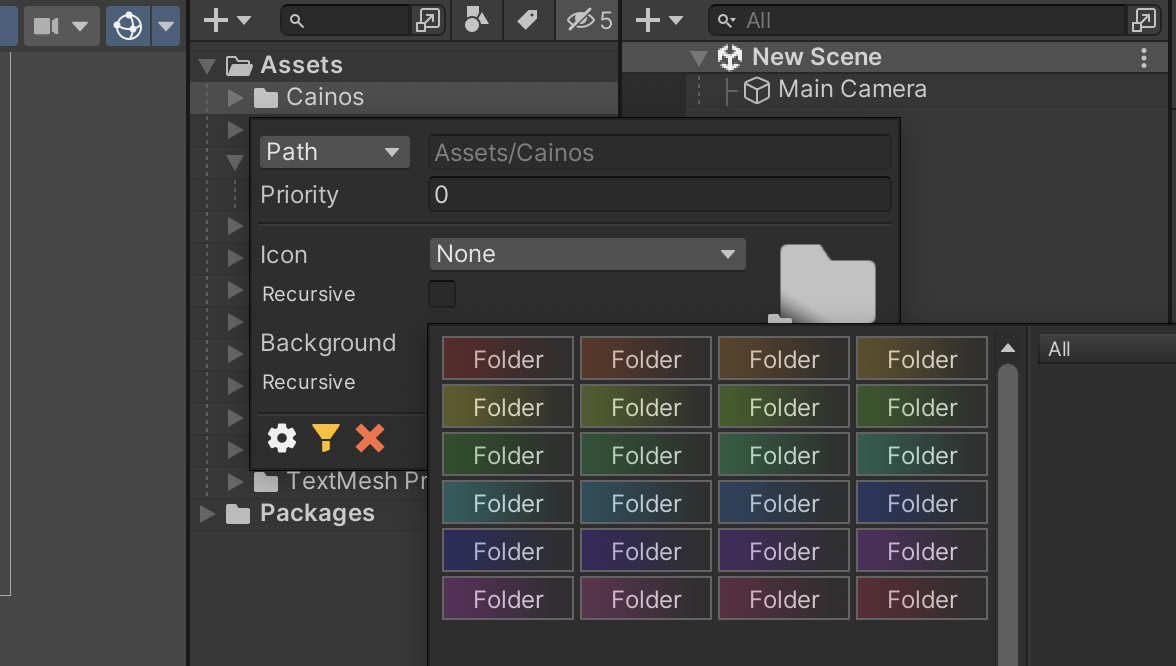 5
All
Assets
New Scene
Cainos
Main Camera
Path
Assets/Cainos
Priority
0
Icon
None
Recursive
Background
All
Recursive
Folder Folder Folder Folder
Folder Folder Folder Folder
Folder Folder Folder Folder
Folder Folder Folder Folder
Folder Folder Folder Folder
Folder Folder Folder Folder
TextMesh Pr
Packages